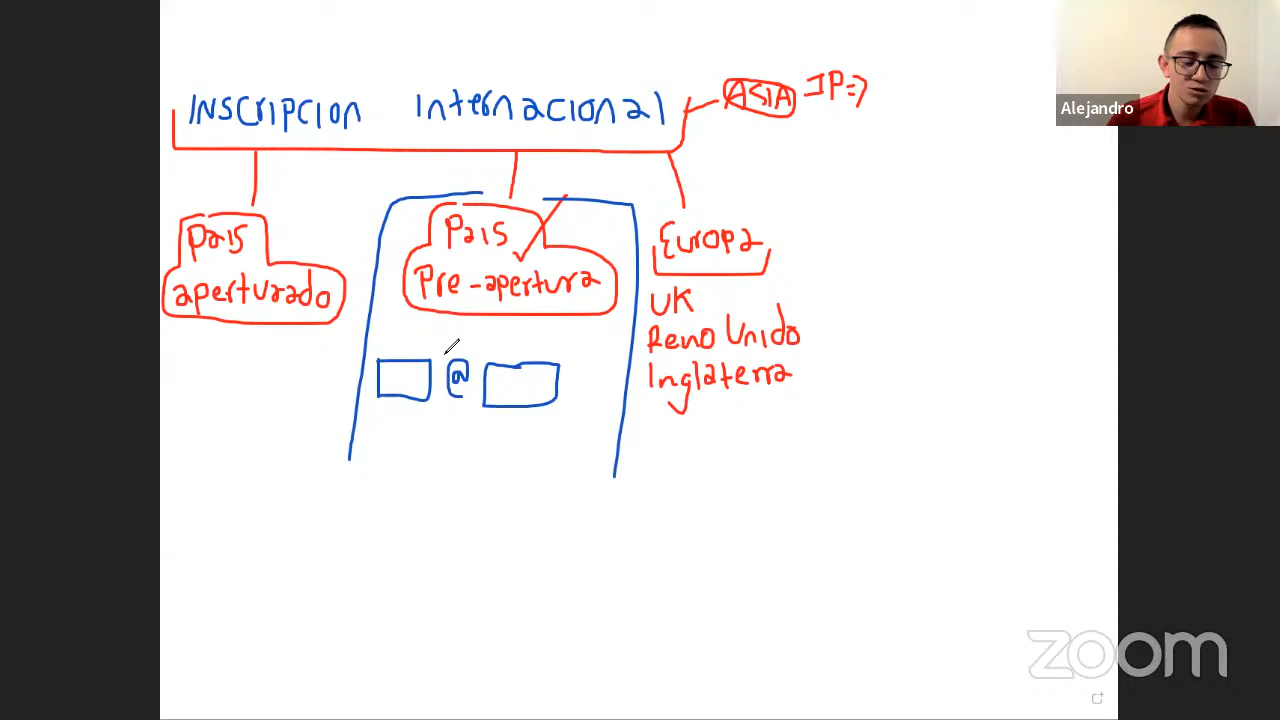 INSCRIPCION Internacional
ASIA IP=>
Alejandro
Pais
aperturado
Pais
Pre-apertura
Europa
UK
Reno Unido
Inglaterra
@
zoom